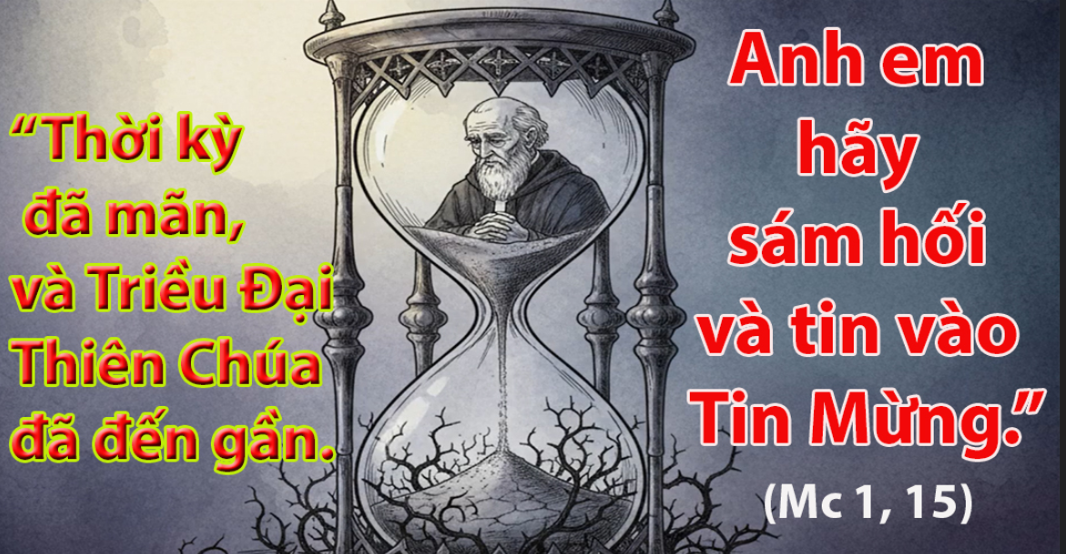 “Thời kỳ
đã mãn,
và Triều Đại
Thiên Chúa
đã đến gần.
Anh em
hãy
sám hối
và tin vào
Tin Mừng.”
(Mc 1, 15)